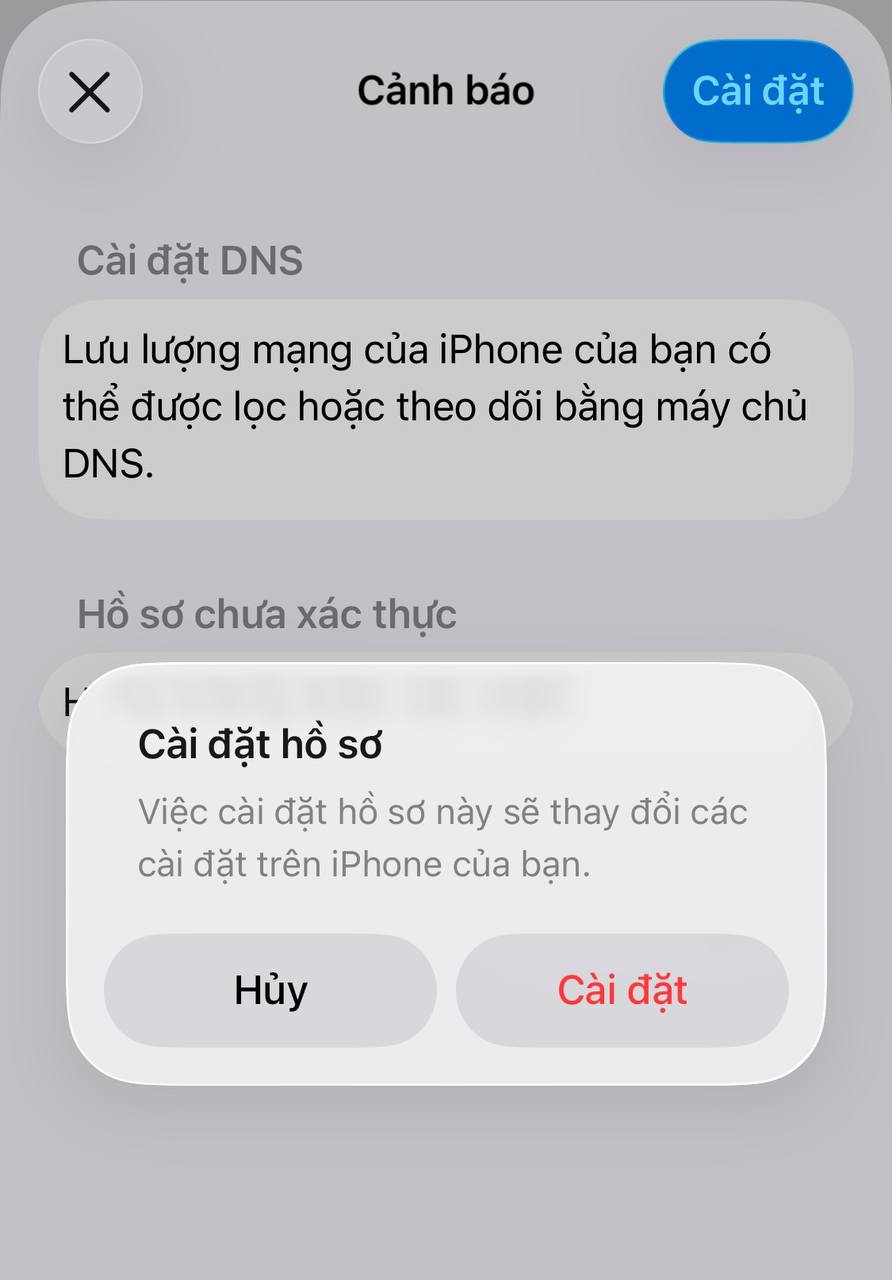 Cảnh báo
Cài đặt
Cài đặt DNS
Lưu lượng mạng của iPhone của bạn có
thể được lọc hoặc theo dõi bằng máy chủ
DNS.
Hồ sơ chưa xác thực
Cài đặt hồ sơ
Việc cài đặt hồ sơ này sẽ thay đổi các
cài đặt trên iPhone của bạn.
Hủy
Cài đặt